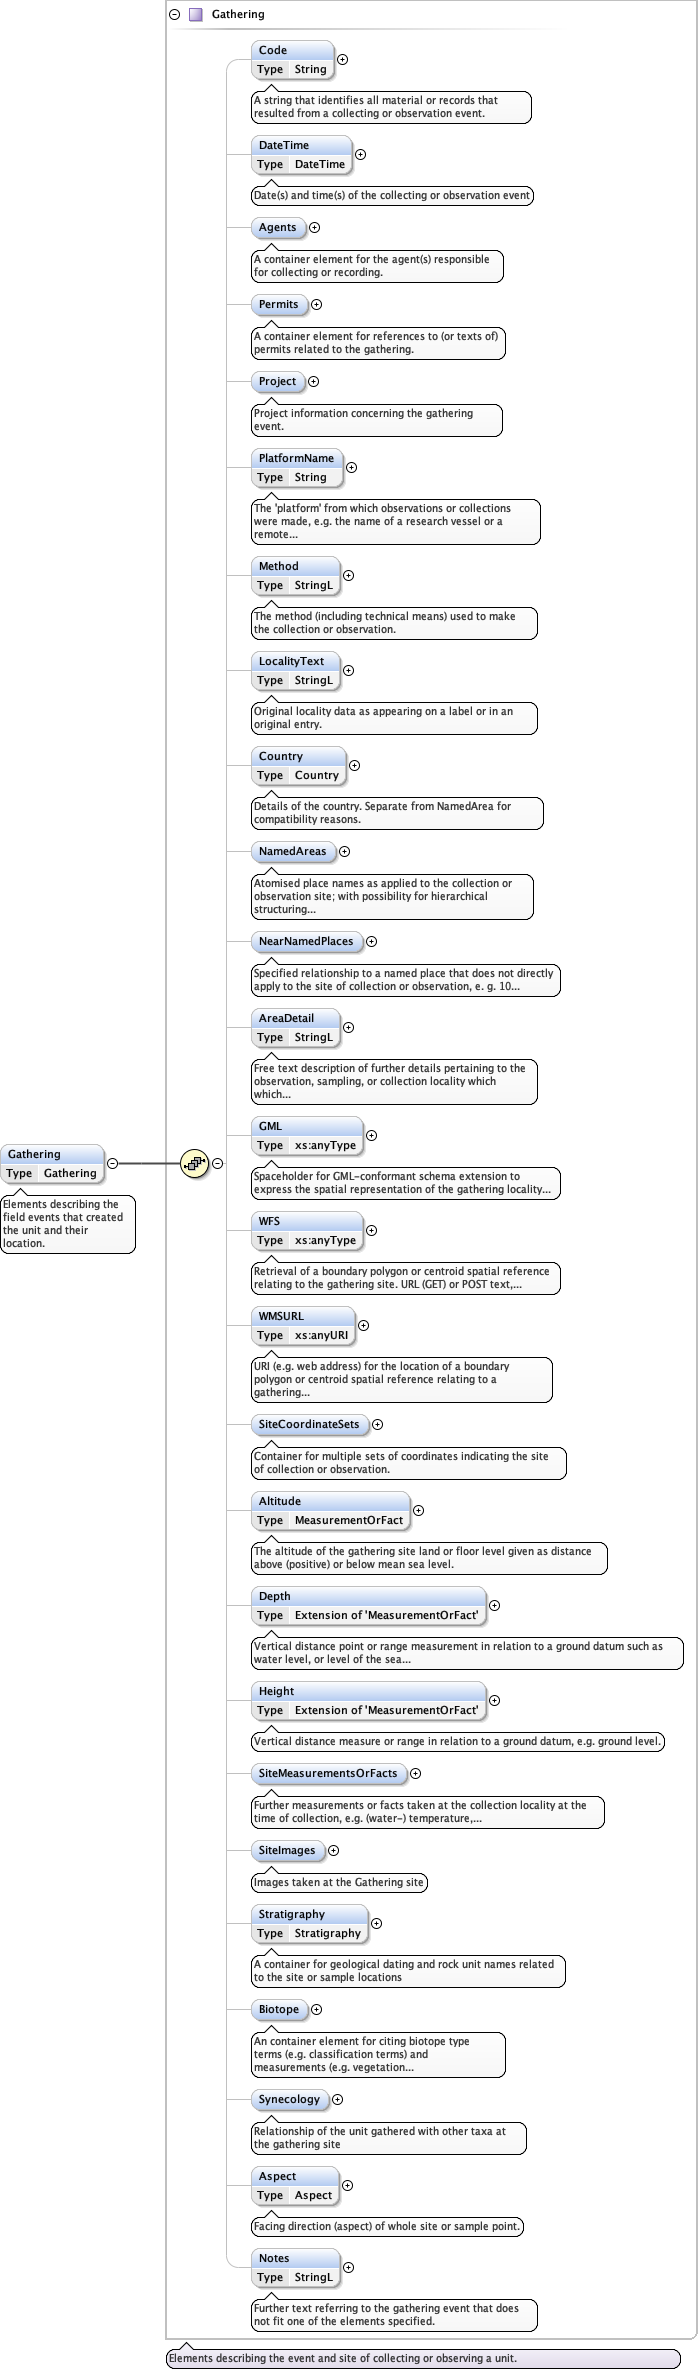 Gathering
Code
Type String
A string that identifies all material or records that
resulted from a collecting or observation event.
DateTime
Type DateTime
Date(s) and time(s) of the collecting or observation event
Agents
A container element for the agent(s) responsible
for collecting or recording.
Permits
A container element for references to (or texts of)
permits related to the gathering.
Project
Project information concerning the gathering
event.
PlatformName
Type String
The 'platform' from which observations or collections
were made, e.g. the name of a research vessel or a
remote...
Method
Type StringL
The method (including technical means) used to make
the collection or observation.
LocalityText
Type StringL
Original locality data as appearing on a label or in an
original entry.
Country
Type Country
Details of the country. Separate from NamedArea for
compatibility reasons.
NamedAreas
Atomised place names as applied to the collection or
observation site; with possibility for hierarchical
structuring...
NearNamedPlaces
Specified relationship to a named place that does not directly
apply to the site of collection or observation, e. g. 10...
AreaDetail
Type StringL
Free text description of further details pertaining to the
observation, sampling, or collection locality which
which...
GML
Type xs:anyType
Spaceholder for GML-conformant schema extension to
express the spatial representation of the gathering locality...
Gathering
Type Gathering
Elements describing the
field events that created
the unit and their
location.
WFS
Type xs:anyType
Retrieval of a boundary polygon or centroid spatial reference
relating to the gathering site. URL (GET) or POST text,...
WMSURL
Type xs:anyURI
URI (e.g. web address) for the location of a boundary
polygon or centroid spatial reference relating to a
gathering...
SiteCoordinateSets
Container for multiple sets of coordinates indicating the site
of collection or observation.
Altitude
Type MeasurementOrFact
The altitude of the gathering site land or floor level given as distance
above (positive) or below mean sea level.
Depth
Type Extension of 'MeasurementOrFact'
Vertical distance point or range measurement in relation to a ground datum such as
water level, or level of the sea...
Height
Type Extension of 'MeasurementOrFact'
Vertical distance measure or range in relation to a ground datum, e.g. ground level.
SiteMeasurementsOrFacts
Further measurements or facts taken at the collection locality at the
time of collection, e.g. (water-) temperature,...
SiteImages
Images taken at the Gathering site
Stratigraphy
Type Stratigraphy
A container for geological dating and rock unit names related
to the site or sample locations
Biotope
An container element for citing biotope type
terms (e.g. classification terms) and
measurements (e.g. vegetation...
Synecology
Relationship of the unit gathered with other taxa at
the gathering site
Aspect
Type Aspect
Facing direction (aspect) of whole site or sample point.
Notes
Type StringL
Further text referring to the gathering event that does
not fit one of the elements specified.
Elements describing the event and site of collecting or observing a unit.